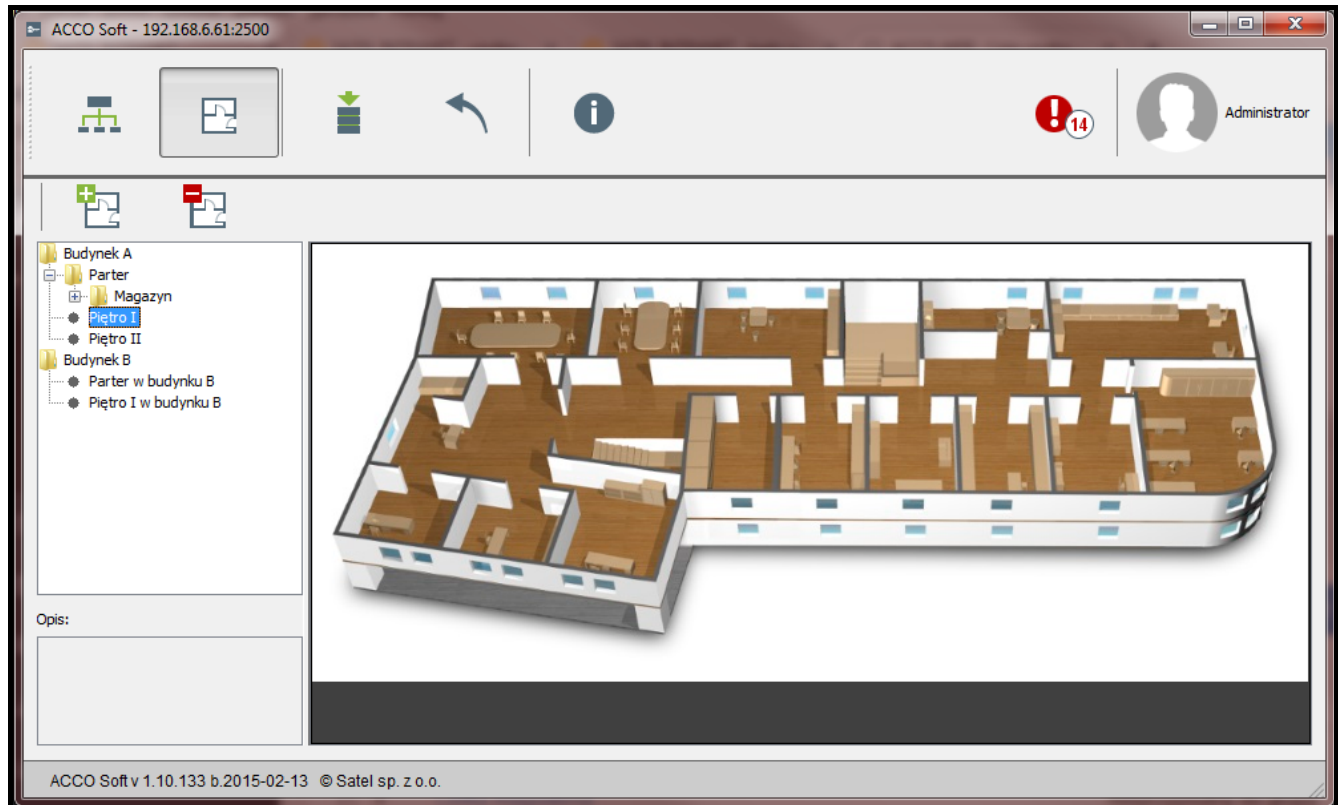 ACCO Soft - 192.168.6.61:2500
14
Administrator
Budynek A
Parter
Magazyn
Piętro I
Piętro II
Budynek B
Parter w budynku B
Piętro I w budynku B
Opis:
ACCO Soft v 1.10.133 b.2015-02-13 © Satel sp. z o.o.